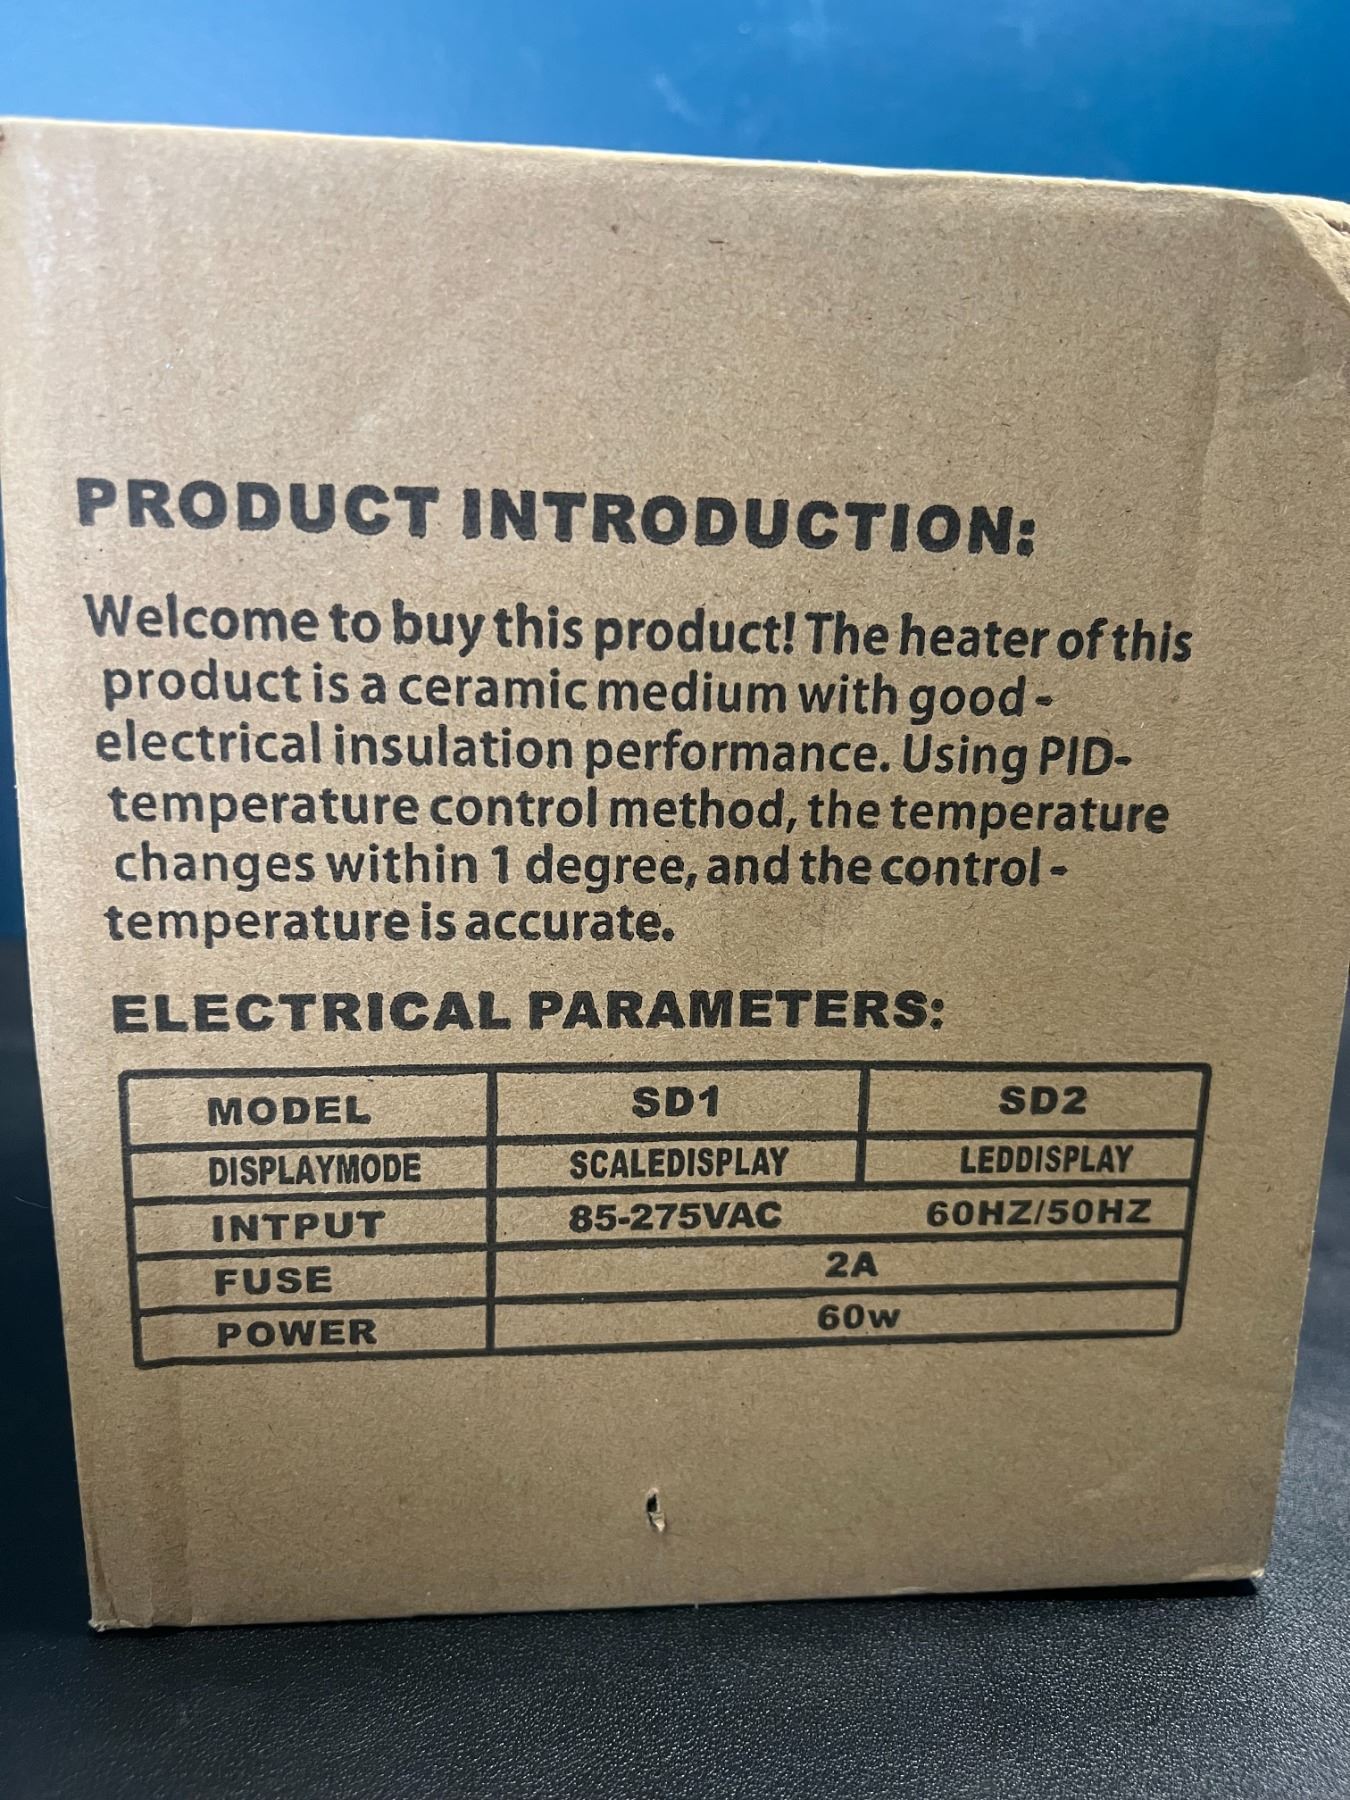 PRODUCT INTRODUCTION:
Welcome to buy this product! The heater of this
product is a ceramic medium with good -
electrical insulation performance. Using PID-
temperature control method, the temperature
changes within 1 degree, and the control -
temperature is accurate.
ELECTRICAL PARAMETERS:
MODEL SD1 SD2
DISPLAYMODE SCALEDISPLAY LEDDISPLAY
INTPUT 85-275VAC 60HZ/50HZ
FUSE 2A
POWER 60w